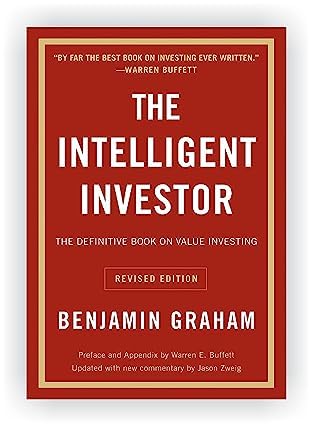 “BY FAR THE BEST BOOK ON INVESTING EVER WRITTEN.”
—WARREN BUFFETT
THE
INTELLIGENT
INVESTOR
THE DEFINITIVE BOOK ON VALUE INVESTING
REVISED EDITION
BENJAMIN GRAHAM
Preface and Appendix by Warren E. Buffett
Updated with new commentary by Jason Zweig